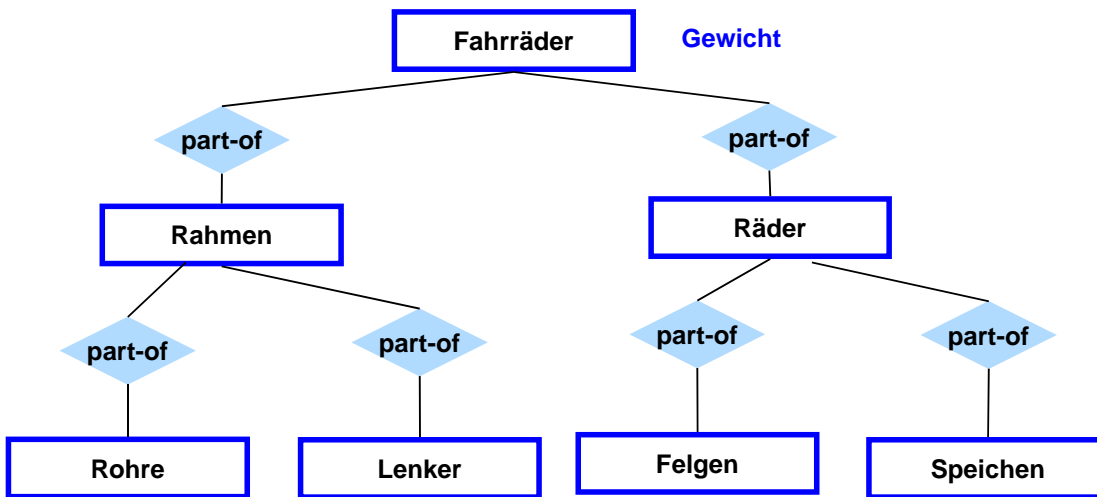 Fahrräder
Gewicht
part-of
part-of
Rahmen
Räder
part-of
part-of
part-of
part-of
Rohre
Lenker
Felgen
Speichen